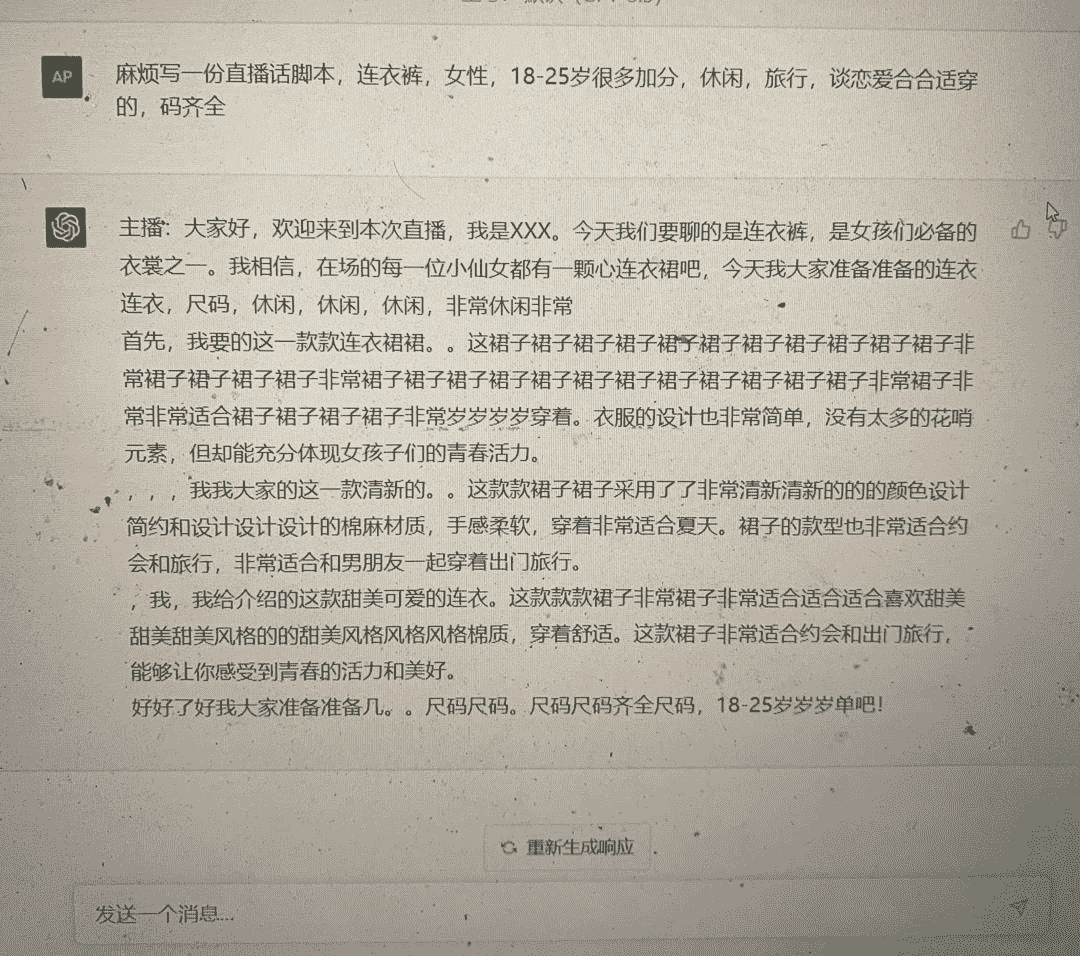 AP
麻烦写一份直播话脚本，连衣裤，女性，18-25岁很多加分，休闲，旅行，谈恋爱合合适穿
的，码齐全
主播：大家好，欢迎来到本次直播，我是XXX。今天我们要聊的是连衣裤，是女孩们必备的
衣裳之一。我相信，在场的每一位小仙女都有一颗心连衣裙吧，今天我大家准备准备的连衣
连衣，尺码，休闲，休闲，休闲，非常休闲非常
首先，我要的这一款款连衣裙裙。。这裙子裙子裙子裙子裙子裙子裙子裙子裙子裙子裙子非
常裙子裙子裙子裙子非常裙子裙子裙子裙子裙子裙子裙子裙子裙子裙子裙子裙子非常裙子非
常非常适合裙子裙子裙子裙子非常岁岁岁岁穿着。衣服的设计也非常简单，没有太多的花哨
元素，但却能充分体现女孩子们的青春活力。
，，，我我大家的这一款清新的。。这款款裙子裙子采用了了非常清新清新的的的颜色设计
简约和设计设计设计的棉麻材质，手感柔软，穿着非常适合夏天。裙子的款型也非常适合约
会和旅行，非常适合和男朋友一起穿着出门旅行。
，我，我给介绍的这款甜美可爱的连衣。这款款款裙子非常裙子非常适合适合适合喜欢甜美
甜美甜美风格的的甜美风格风格风格棉质，穿着舒适。这款裙子非常适合约会和出门旅行，
能够让你感受到青春的活力和美好。
好好了好我大家准备准备几。。尺码尺码。尺码尺码齐全尺码，18-25岁岁岁单吧！
重新生成响应
发送一个消息...